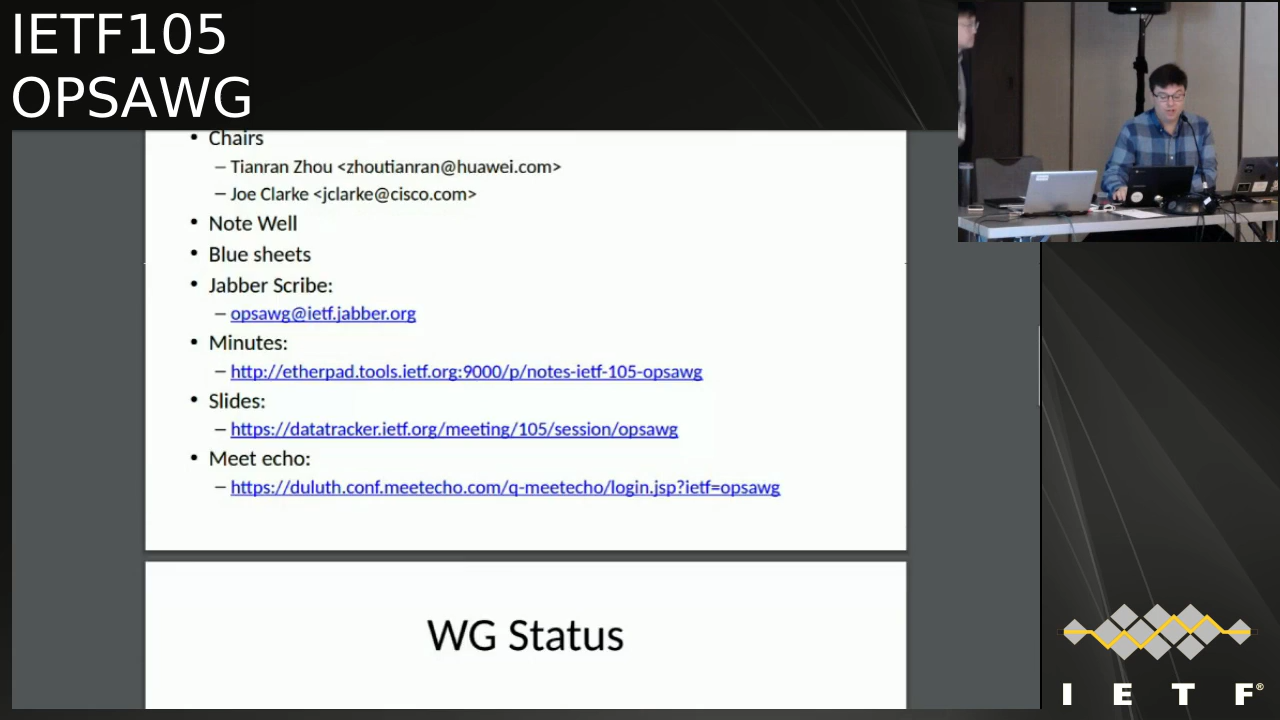 IETF105
OPSAWG
• Chairs
– Tianran Zhou <zhoutianran@huawei.com>
– Joe Clarke <jclarke@cisco.com>
• Note Well
• Blue sheets
• Jabber Scribe:
– opsawg@ietf.jabber.org
• Minutes:
– http://etherpad.tools.ietf.org:9000/p/notes-ietf-105-opsawg
• Slides:
– https://datatracker.ietf.org/meeting/105/session/opsawg
• Meet echo:
– https://duluth.conf.meetecho.com/q-meetecho/login.jsp?ietf=opsawg
WG Status
I E T F®